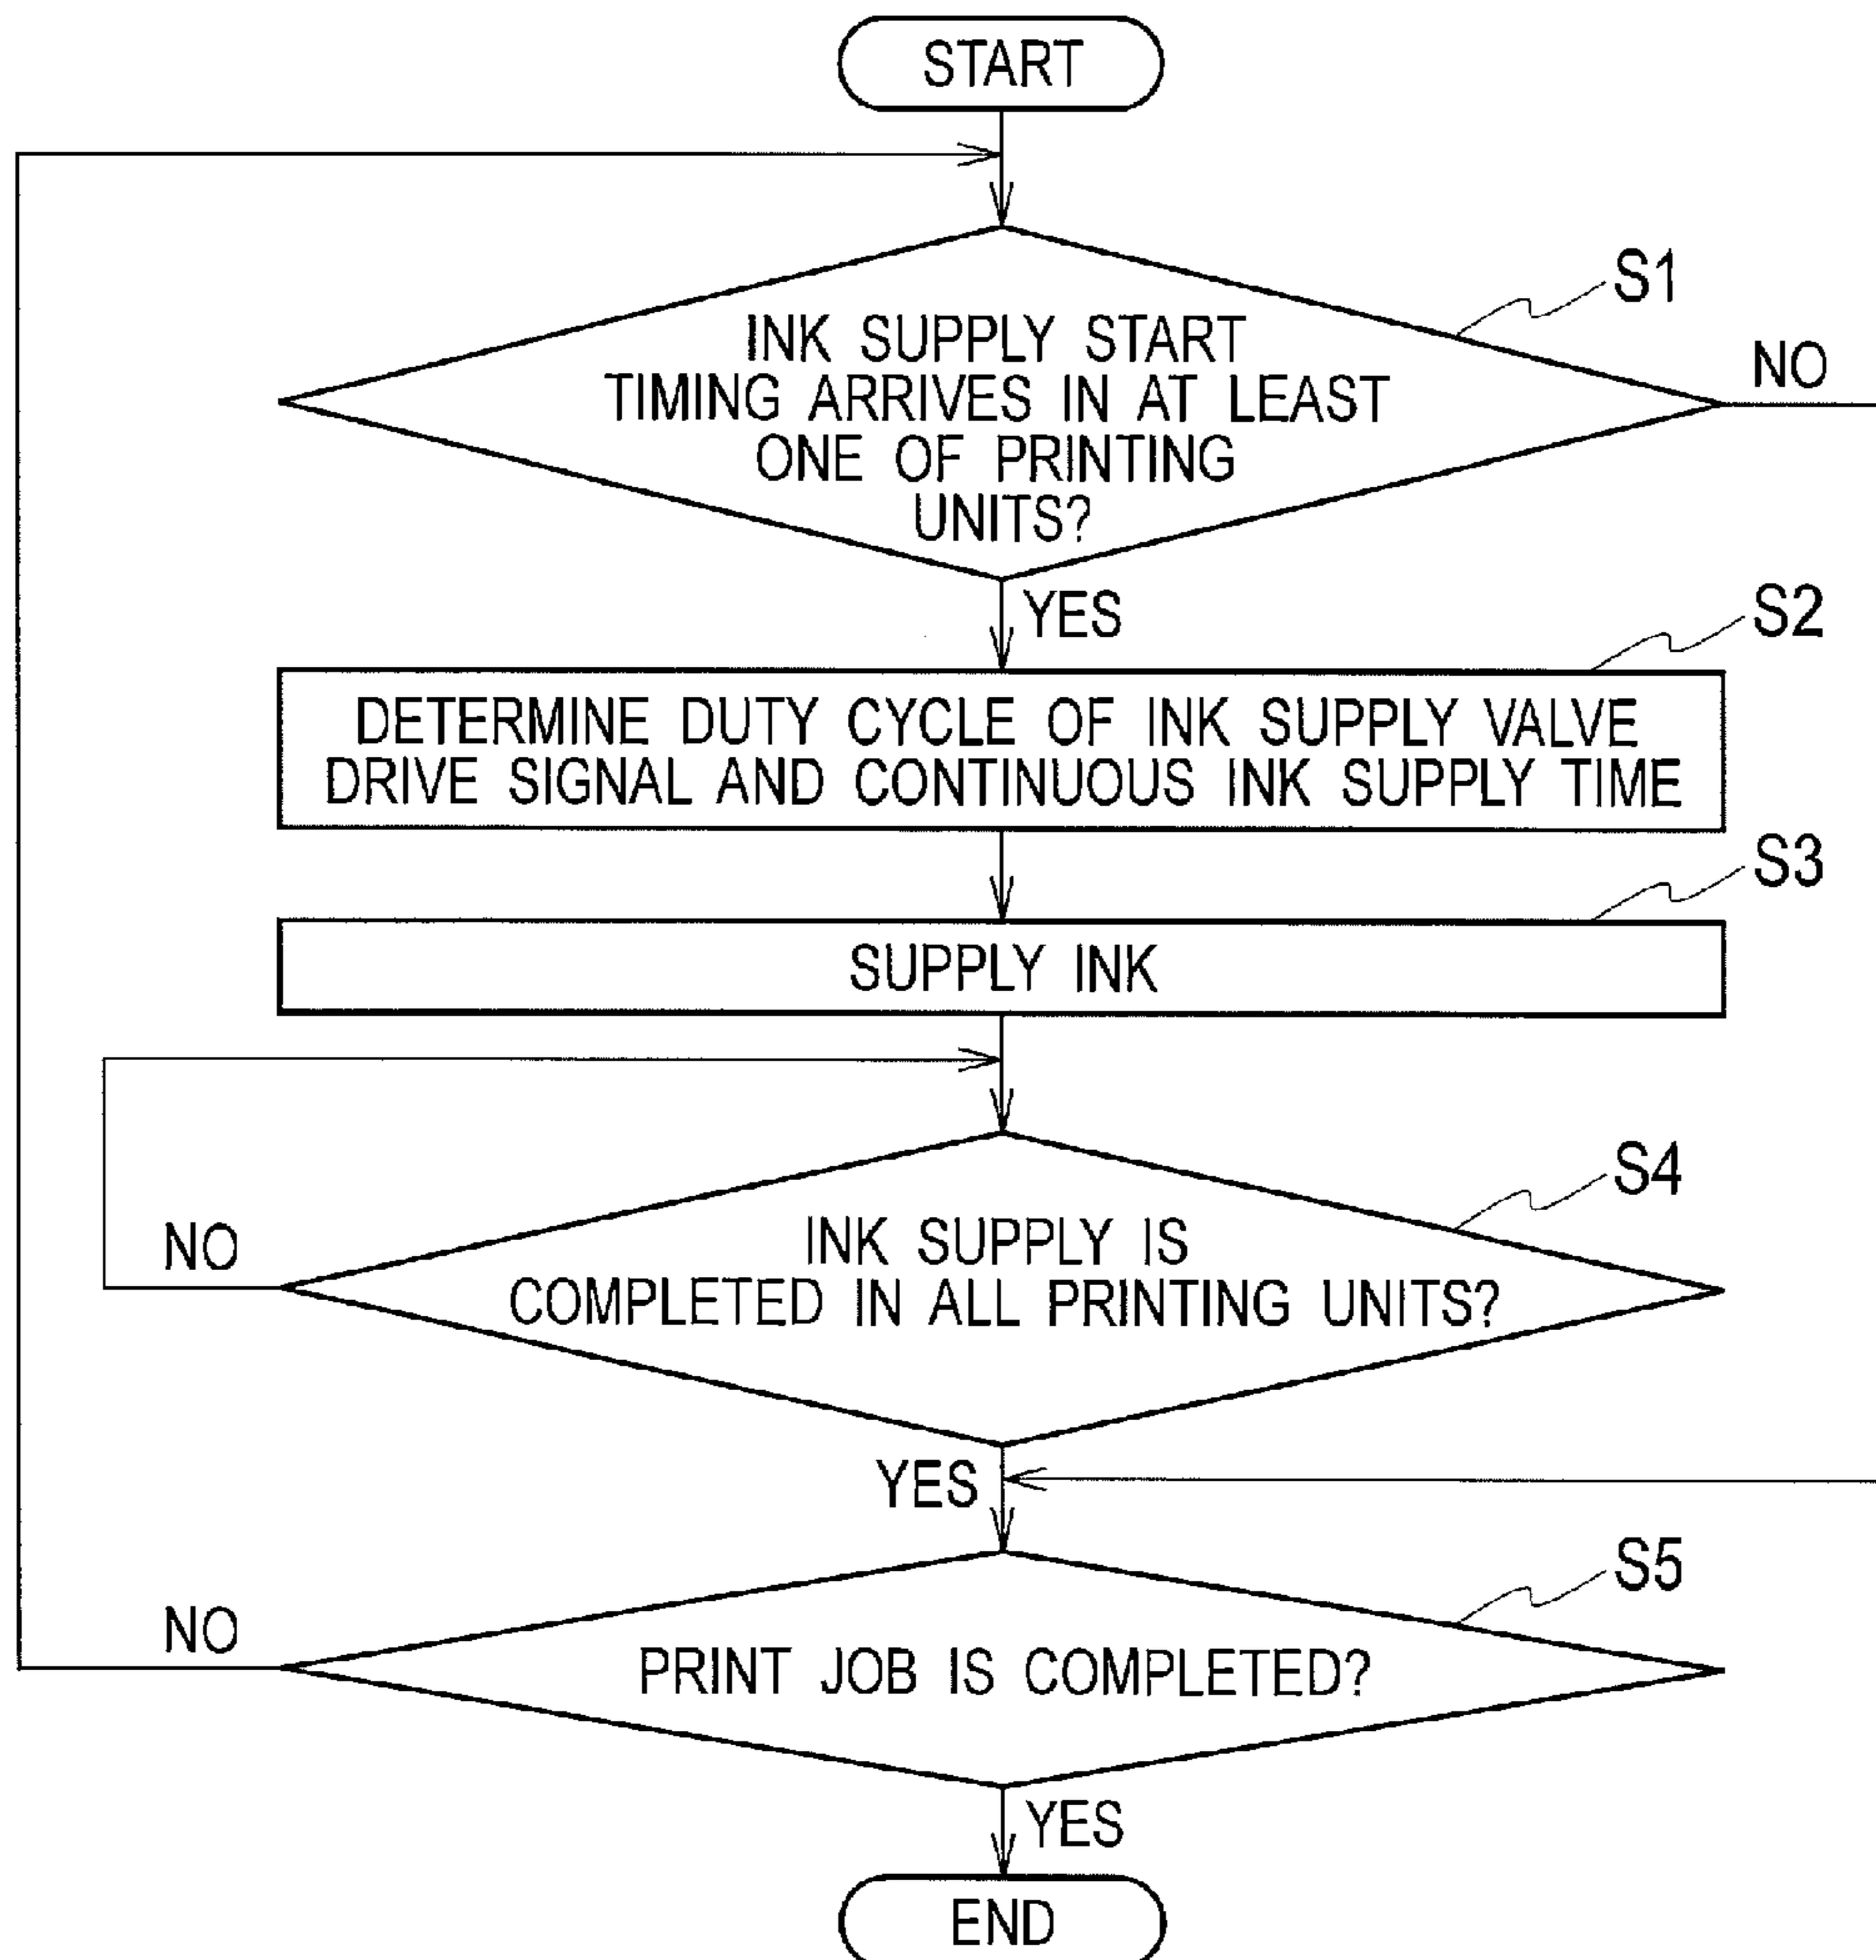 START
S1
INK SUPPLY START
TIMING ARRIVES IN AT LEAST
ONE OF PRINTING
UNITS?
NO
YES
S2
DETERMINE DUTY CYCLE OF INK SUPPLY VALVE
DRIVE SIGNAL AND CONTINUOUS INK SUPPLY TIME
S3
SUPPLY INK
S4
INK SUPPLY IS
COMPLETED IN ALL PRINTING UNITS?
NO
YES
S5
PRINT JOB IS COMPLETED?
NO
YES
END